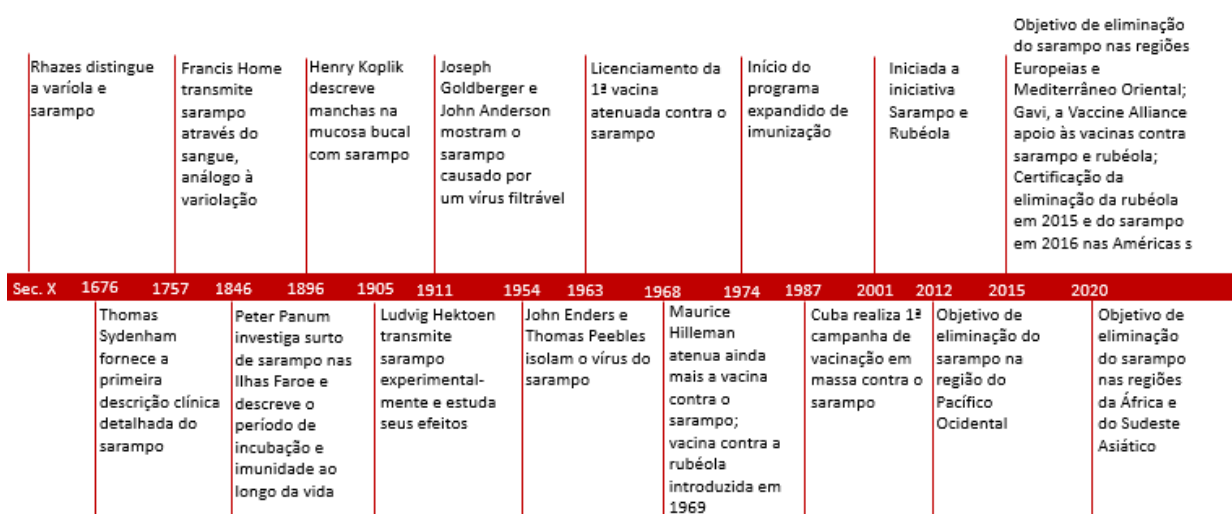 Rhazes distingue
a varíola e
sarampo
Francis Home
transmite
sarampo
através do
sangue,
análogo à
variolação
Henry Koplik
descreve
manchas na
mucosa bucal
com sarampo
Joseph
Goldberger e
John Anderson
mostram o
sarampo
causado por
um vírus filtrável
Licenciamento da
1ª vacina
atenuada contra o
sarampo
Início do
programa
expandido de
imunização
Iniciada a
iniciativa
Sarampo e
Rubéola
Objetivo de eliminação
do sarampo nas regiões
Europeias e
Mediterrâneo Oriental;
Gavi, a Vaccine Alliance
apoio às vacinas contra
sarampo e rubéola;
Certificação da
eliminação da rubéola
em 2015 e do sarampo
em 2016 nas Américas s
Sec. X 1676 1757 1846 1896 1905 1911 1954 1963 1968 1974 1987 2001 2012 2015 2020
Thomas
Sydenham
fornece a
primeira
descrição clínica
detalhada do
sarampo
Peter Panum
investiga surto
de sarampo nas
Ilhas Faroe e
descreve o
período de
incubação e
imunidade ao
longo da vida
Ludvig Hektoen
transmite
sarampo
experimental-
mente e estuda
seus efeitos
John Enders e
Thomas Peebles
isolam o vírus do
sarampo
Maurice
Hilleman
atenua ainda
mais a vacina
contra o
sarampo;
vacina contra a
rubéola
introduzida em
1969
Cuba realiza 1ª
campanha de
vacinação em
massa contra o
sarampo
Objetivo de
eliminação do
sarampo na
região do
Pacífico
Ocidental
Objetivo de
eliminação
do sarampo
nas regiões
da África e
do Sudeste
Asiático